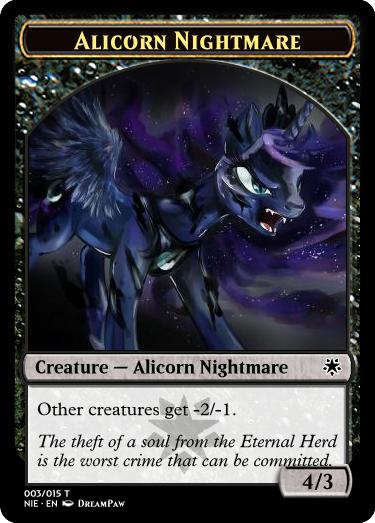 ALICORN NIGHTMARE
Creature — Alicorn Nightmare
Other creatures get -2/-1.
The theft of a soul from the Eternal Herd
is the worst crime that can be committed.
4/3
003/015 T
NIE · EN DREAMPAW